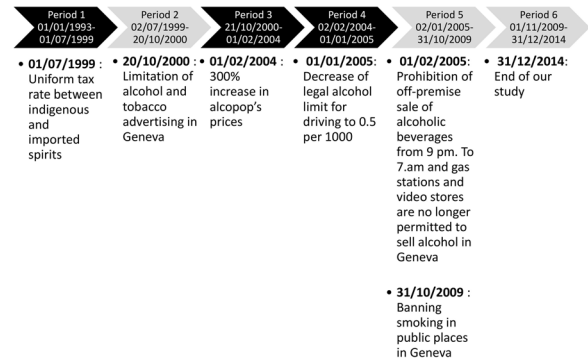 Period 1
01/01/1993-
01/07/1999
Period 2
02/07/1999-
20/10/2000
Period 3
21/10/2000-
01/02/2004
Period 4
02/02/2004-
01/01/2005
Period 5
02/01/2005-
31/10/2009
Period 6
01/11/2009-
31/12/2014
• 01/07/1999 :
Uniform tax
rate between
indigenous
and
imported
spirits
• 20/10/2000 :
Limitation of
alcohol and
tobacco
advertising in
Geneva
• 01/02/2004 :
300%
increase in
alcopop's
prices
• 01/01/2005:
Decrease of
legal alcohol
limit for
driving to 0.5
per 1000
• 01/02/2005:
Prohibition of
off-premise
sale of
alcoholic
beverages
from 9 pm. To
7.am and gas
stations and
video stores
are no longer
permitted to
sell alcohol in
Geneva
• 31/10/2009 :
Banning
smoking in
public places
in Geneva
• 31/12/2014:
End of our
study